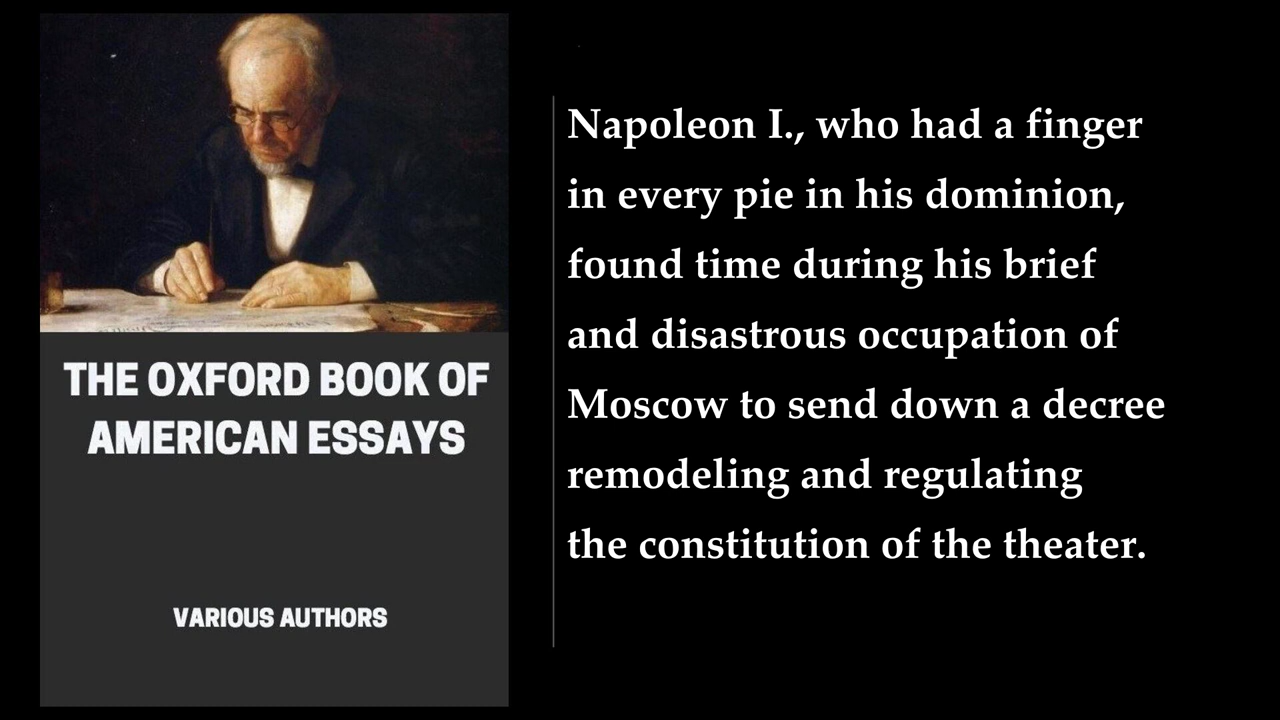 THE OXFORD BOOK OF
AMERICAN ESSAYS
VARIOUS AUTHORS
Napoleon I., who had a finger
in every pie in his dominion,
found time during his brief
and disastrous occupation of
Moscow to send down a decree
remodeling and regulating
the constitution of the theater.